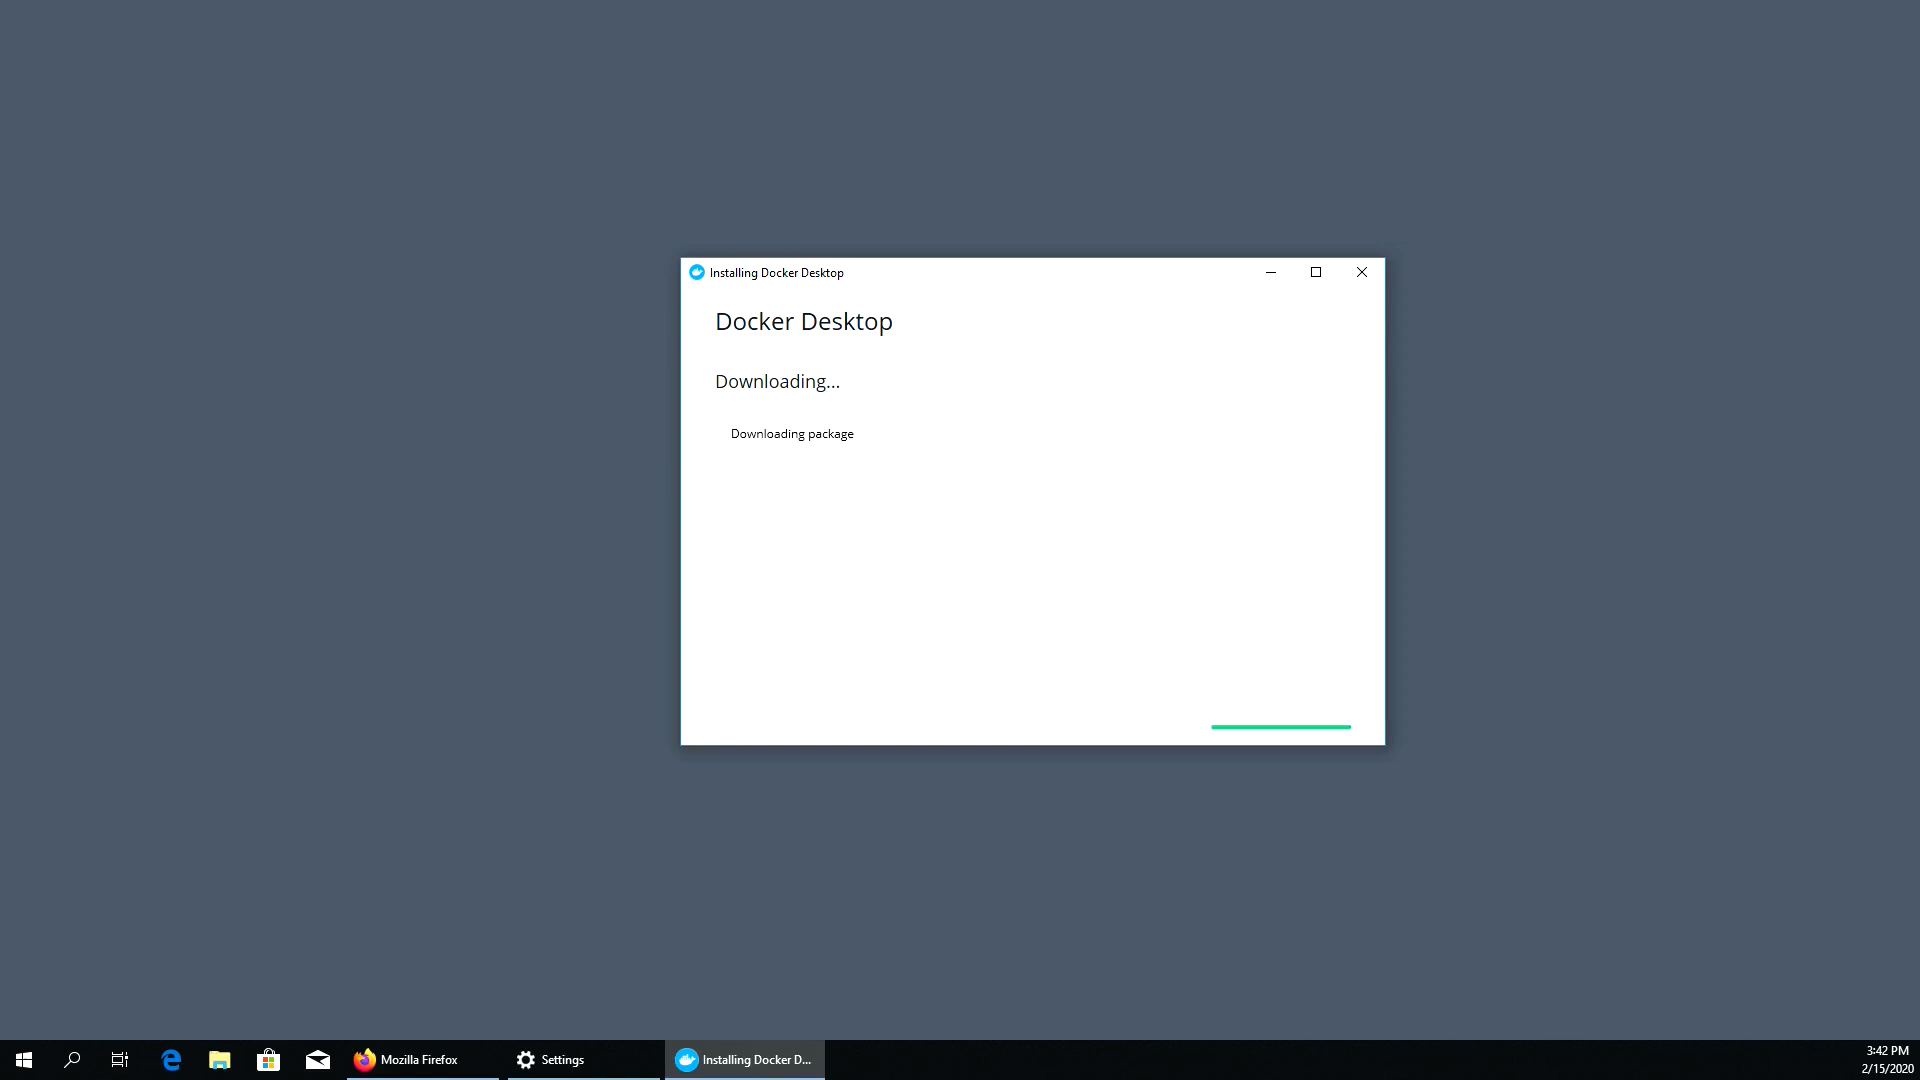 Installing Docker Desktop
Docker Desktop
Downloading...
Downloading package
Mozilla Firefox
Settings
Installing Docker D...
3:42 PM
2/15/2020